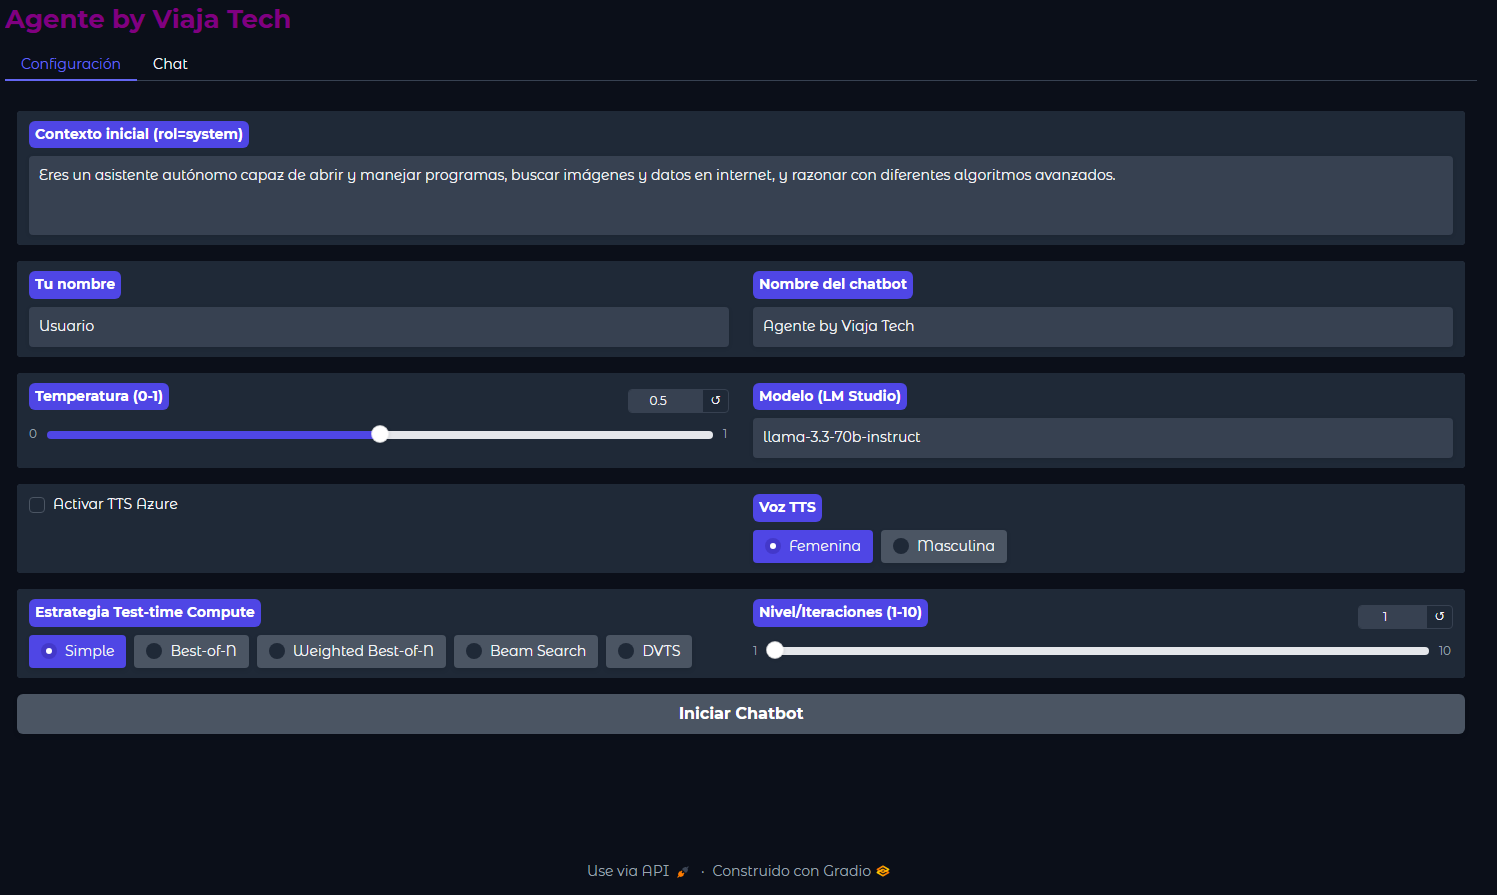 Agente by Viaja Tech
Configuración Chat
Contexto inicial (rol=system)
Eres un asistente autónomo capaz de abrir y manejar programas, buscar imágenes y datos en internet, y razonar con diferentes algoritmos avanzados.
Tu nombre
Usuario
Nombre del chatbot
Agente by Viaja Tech
Temperatura (0-1)
0.5 ↺
0 1
Modelo (LM Studio)
llama-3.3-70b-instruct
Activar TTS Azure
Voz TTS
Femenina Masculina
Estrategia Test-time Compute
Simple Best-of-N Weighted Best-of-N Beam Search DVTS
Nivel/Iteraciones (1-10)
1 ↺
1 10
Iniciar Chatbot
Use via API 🚀 · Construido con Gradio